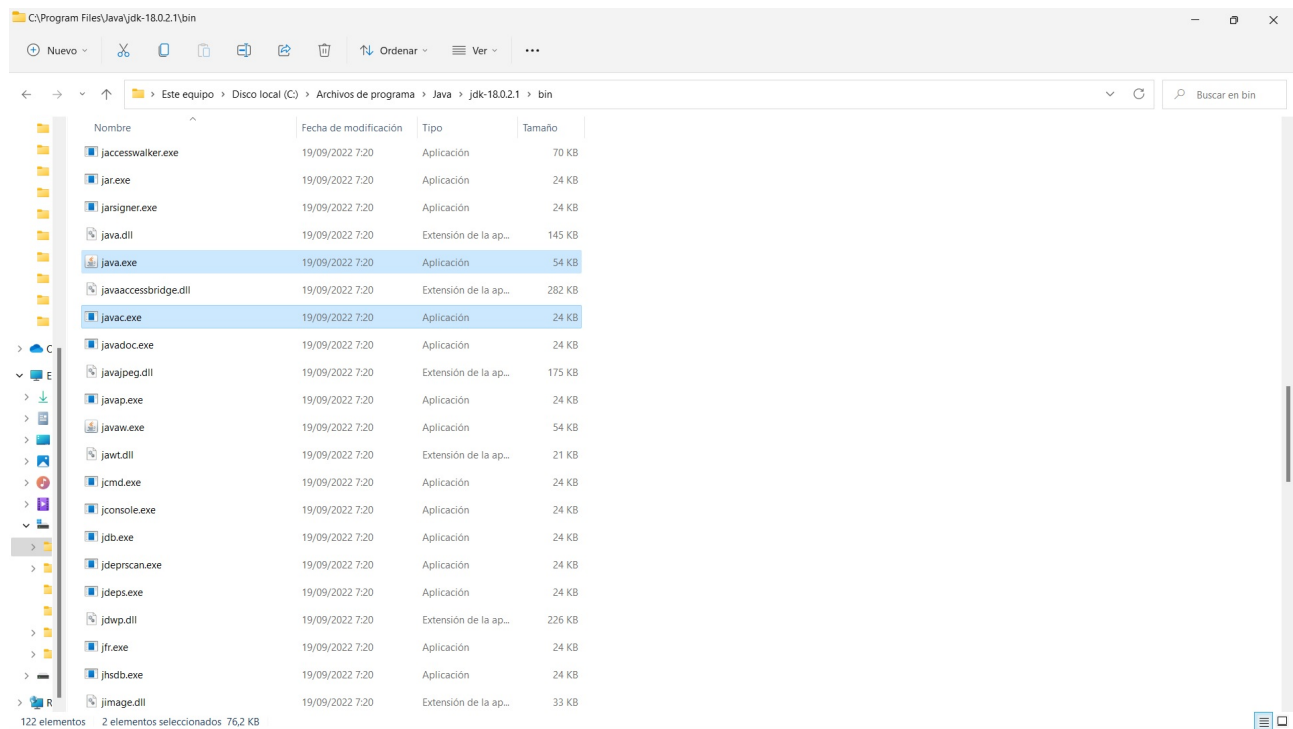 C:\Program Files\Java\jdk-18.0.2.1\bin
Nuevo Ordenar Ver
Este equipo > Disco local (C:) > Archivos de programa > Java > jdk-18.0.2.1 > bin Buscar en bin
Nombre Fecha de modificación Tipo Tamaño
jaccesswalker.exe 19/09/2022 7:20 Aplicación 70 KB
jar.exe 19/09/2022 7:20 Aplicación 24 KB
jarsigner.exe 19/09/2022 7:20 Aplicación 24 KB
java.dll 19/09/2022 7:20 Extensión de la ap... 145 KB
java.exe 19/09/2022 7:20 Aplicación 54 KB
javaaccessbridge.dll 19/09/2022 7:20 Extensión de la ap... 282 KB
javac.exe 19/09/2022 7:20 Aplicación 24 KB
javadoc.exe 19/09/2022 7:20 Aplicación 24 KB
C
javajpeg.dll 19/09/2022 7:20 Extensión de la ap... 175 KB
E
javap.exe 19/09/2022 7:20 Aplicación 24 KB
javaw.exe 19/09/2022 7:20 Aplicación 54 KB
jawt.dll 19/09/2022 7:20 Extensión de la ap... 21 KB
jcmd.exe 19/09/2022 7:20 Aplicación 24 KB
jconsole.exe 19/09/2022 7:20 Aplicación 24 KB
jdb.exe 19/09/2022 7:20 Aplicación 24 KB
jdeprscan.exe 19/09/2022 7:20 Aplicación 24 KB
jdeps.exe 19/09/2022 7:20 Aplicación 24 KB
jdwp.dll 19/09/2022 7:20 Extensión de la ap... 226 KB
jfr.exe 19/09/2022 7:20 Aplicación 24 KB
jhsdb.exe 19/09/2022 7:20 Aplicación 24 KB
R jimage.dll 19/09/2022 7:20 Extensión de la ap... 33 KB
122 elementos 2 elementos seleccionados 76,2 KB